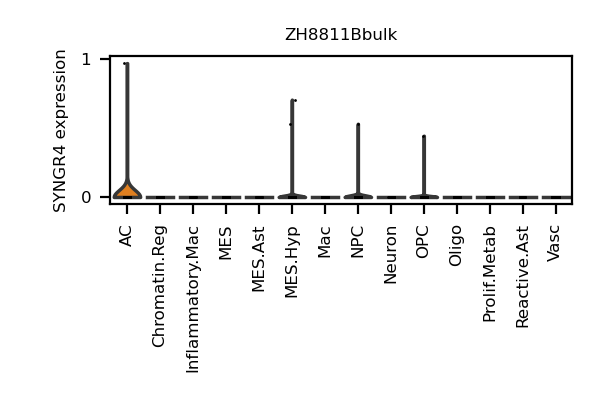 ZH8811Bbulk
SYNGR4 expression
1
0
AC
Chromatin.Reg
Inflammatory.Mac
MES
MES.Ast
MES.Hyp
Mac
NPC
Neuron
OPC
Oligo
Prolif.Metab
Reactive.Ast
Vasc